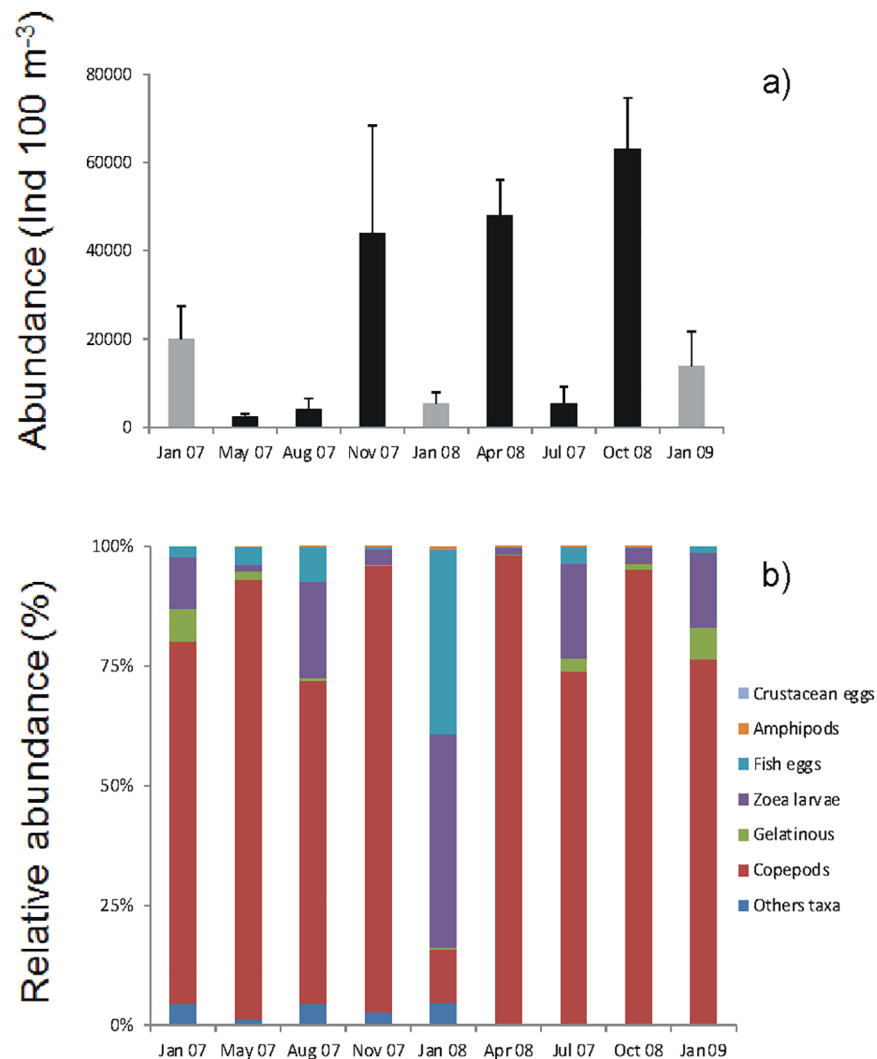 a)
Abundance (Ind 100 m-3)
80000
60000
40000
20000
0
Jan 07 May 07 Aug 07 Nov 07 Jan 08 Apr 08 Jul 07 Oct 08 Jan 09
b)
Relative abundance (%)
100%
75%
50%
25%
0%
Jan 07 May 07 Aug 07 Nov 07 Jan 08 Apr 08 Jul 07 Oct 08 Jan 09
Crustacean eggs
Amphipods
Fish eggs
Zoea larvae
Gelatinous
Copepods
Others taxa